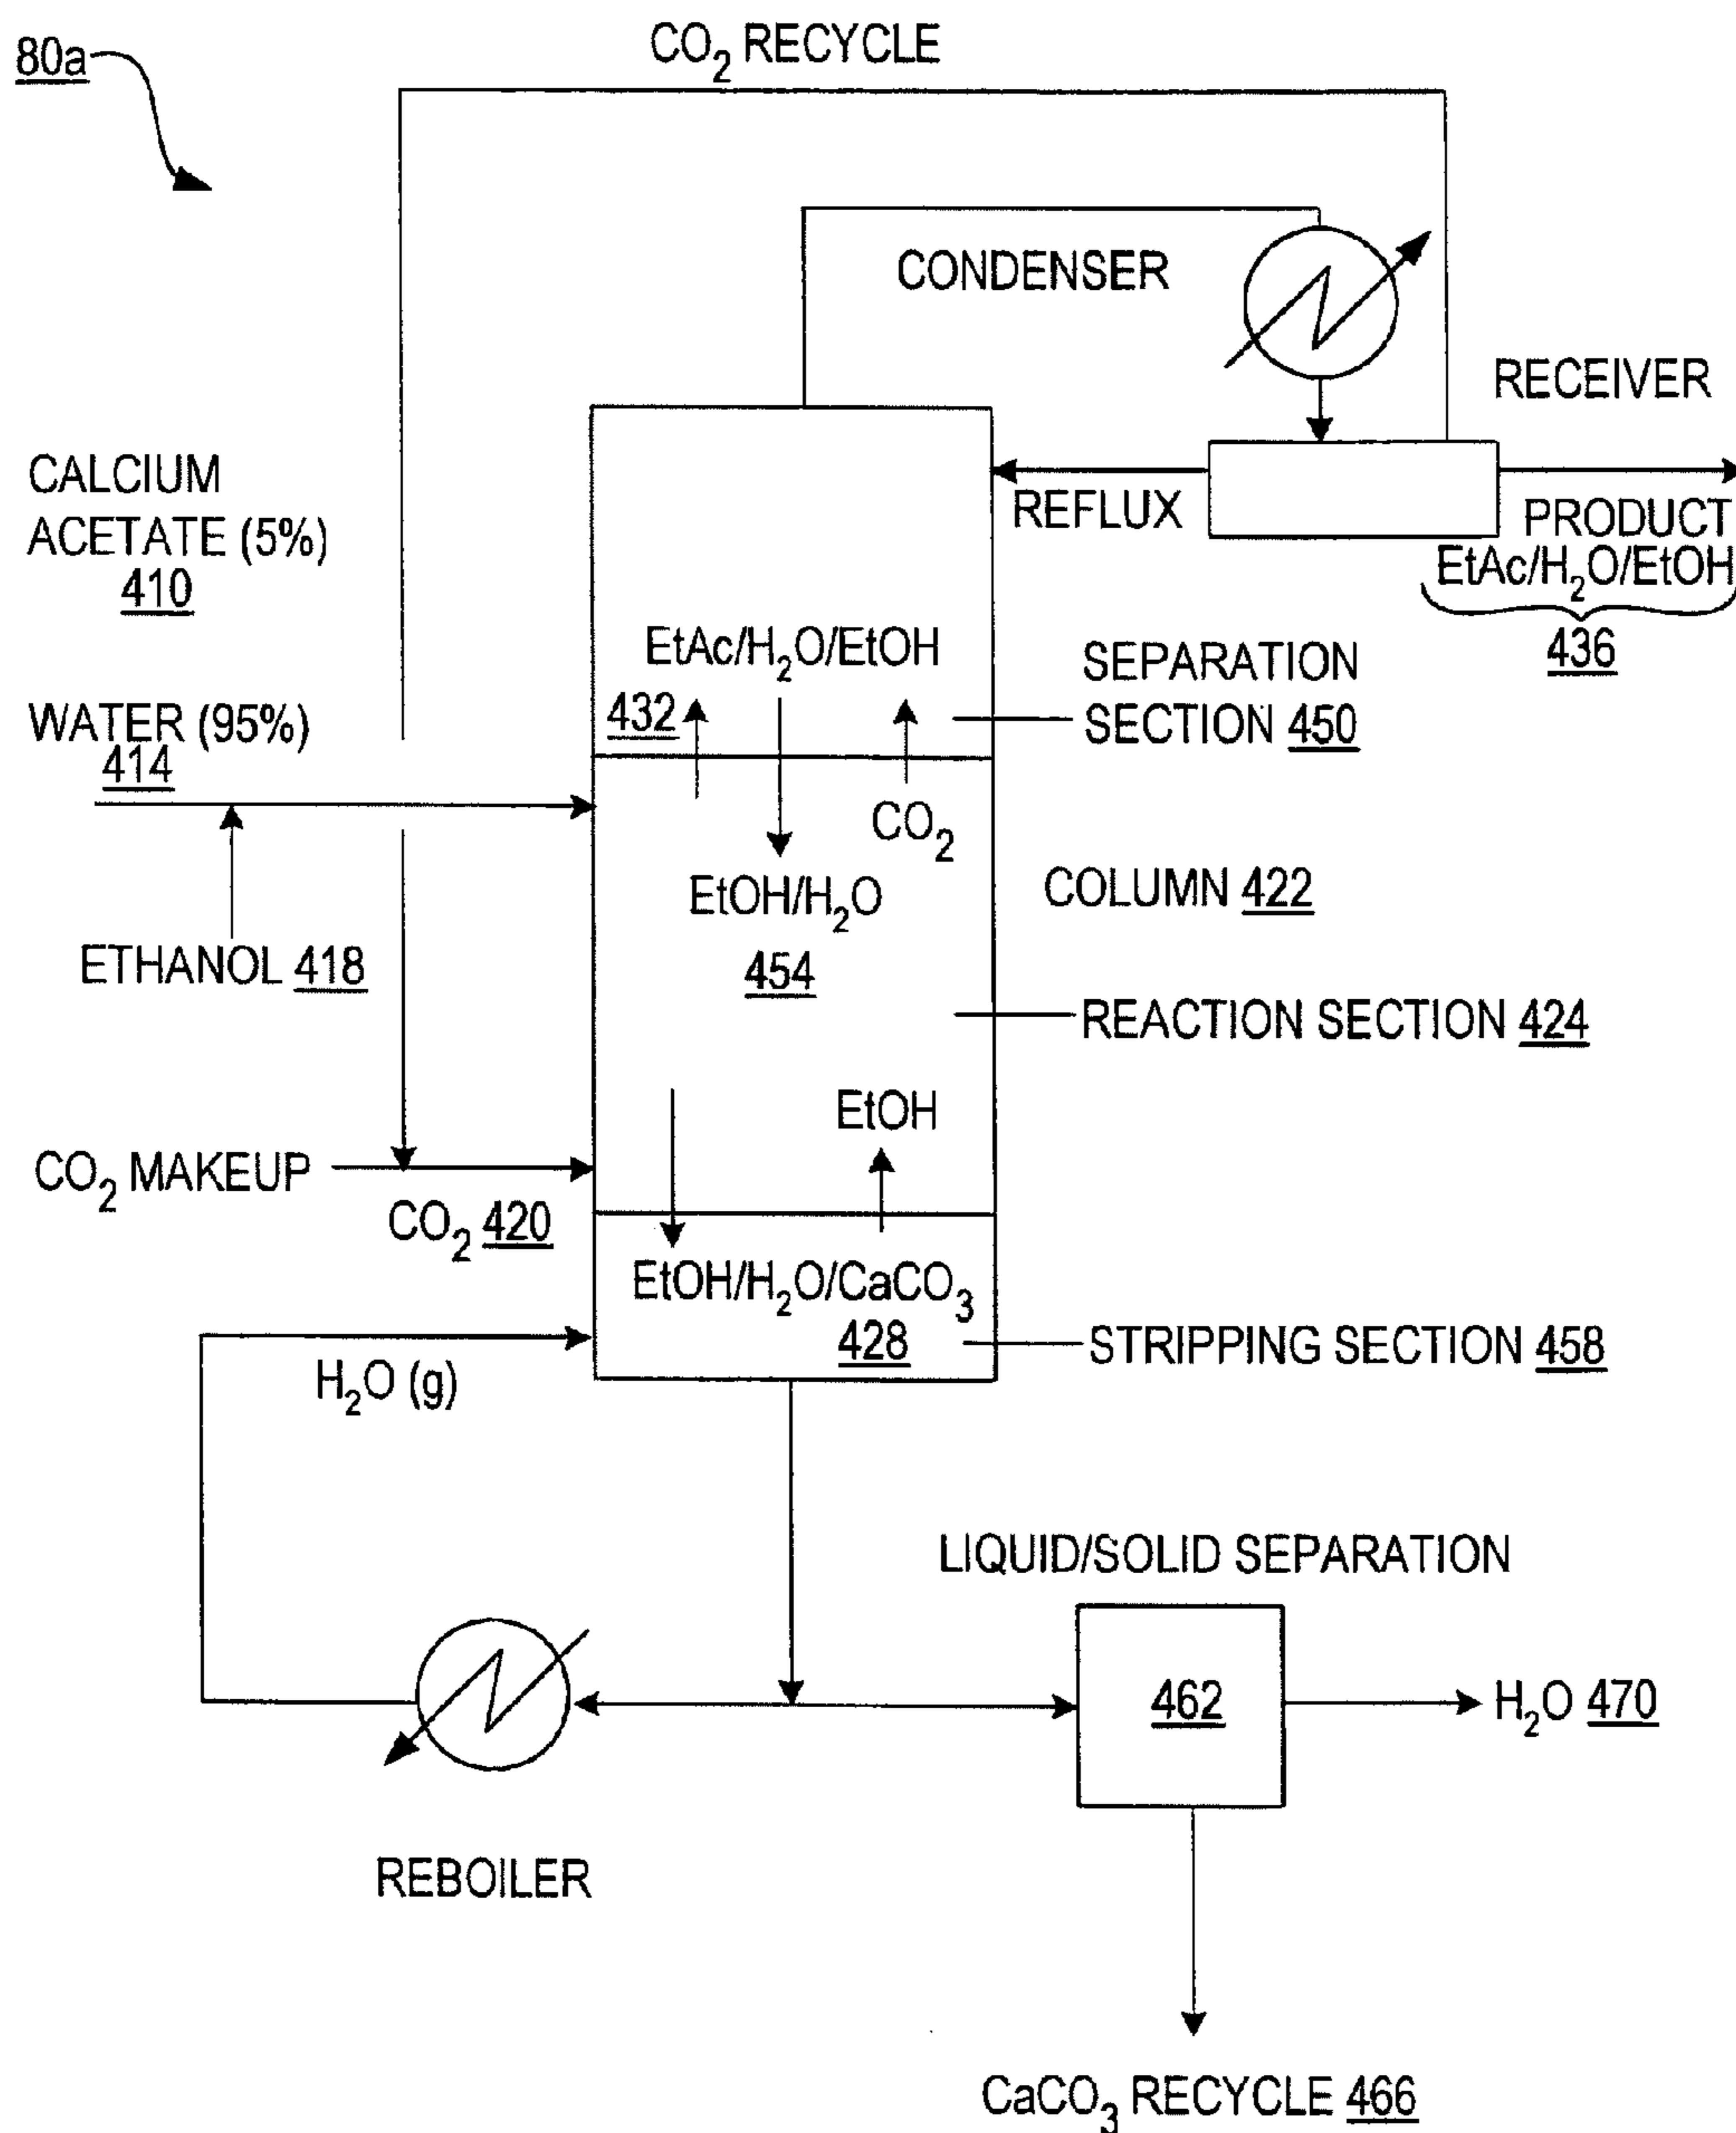 80a
CO₂ RECYCLE
CONDENSER
RECEIVER
CALCIUM
ACETATE (5%)
410
REFLUX
PRODUCT
EtAc/H₂O/EtOH
436
EtAc/H₂O/EtOH
432
SEPARATION
SECTION 450
WATER (95%)
414
CO₂
EtOH/H₂O
454
COLUMN 422
ETHANOL 418
REACTION SECTION 424
EtOH
CO₂ MAKEUP
CO₂ 420
EtOH/H₂O/CaCO₃
428
STRIPPING SECTION 458
H₂O (g)
LIQUID/SOLID SEPARATION
462
H₂O 470
REBOILER
CaCO₃ RECYCLE 466